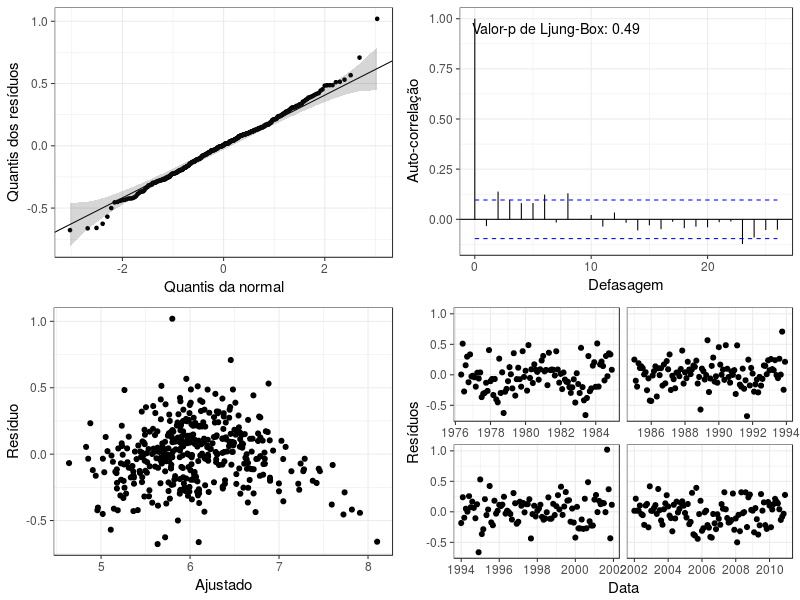 1.0
0.5
0.0
-0.5
Quantis dos resíduos
-2
0
2
Quantis da normal
Valor-p de Ljung-Box: 0.49
1.00
0.75
0.50
0.25
0.00
Auto-correlação
0
10
20
Defasagem
1.0
0.5
0.0
-0.5
Resíduo
5
6
7
8
Ajustado
1.0
0.5
0.0
-0.5
1976 1978 1980 1982 1984
1986 1988 1990 1992 1994
Resíduos
1.0
0.5
0.0
-0.5
1994 1996 1998 2000 2002
2002 2004 2006 2008 2010
Data